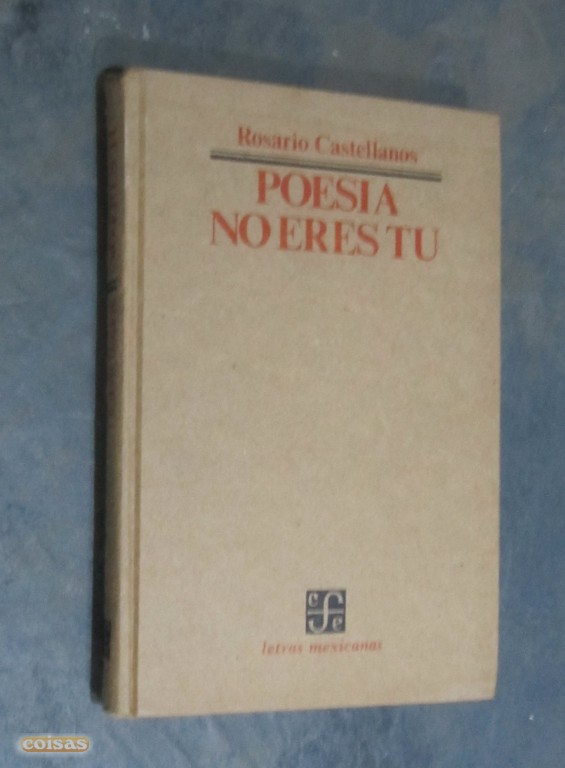 Rosario Castellanos
POESIA
NO ERES TU
c f e
letras mexicanas
coisas